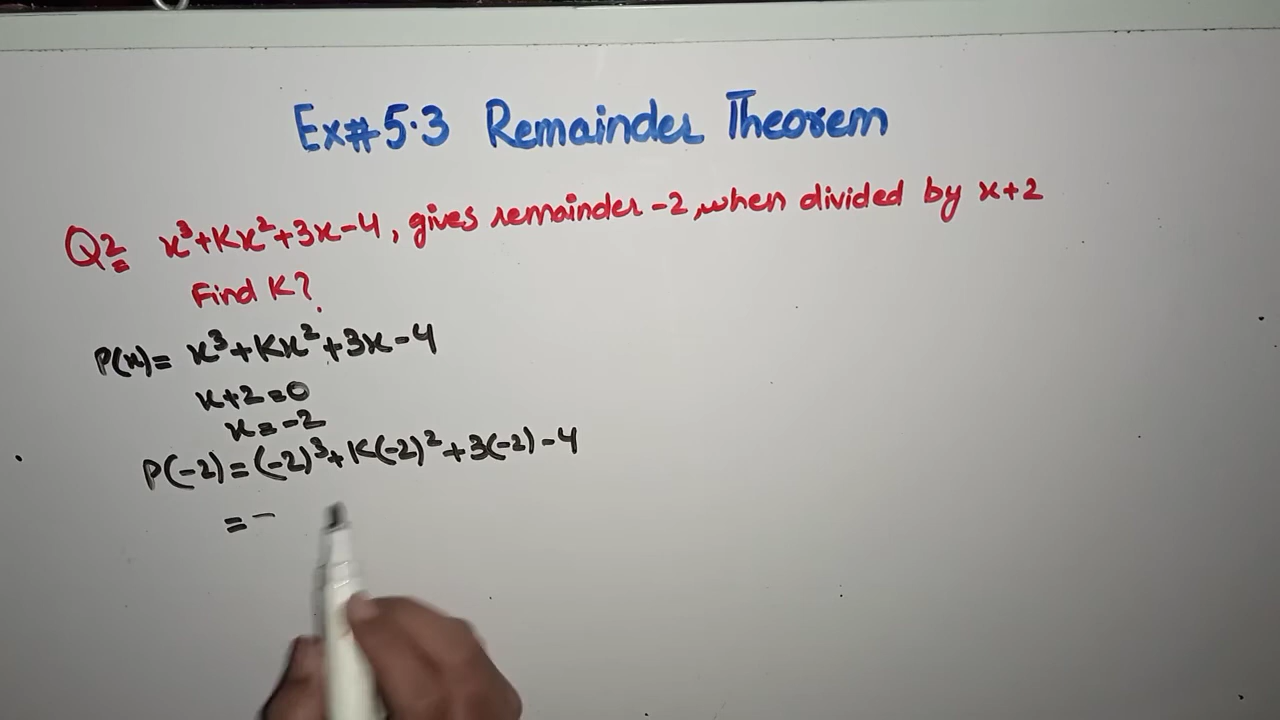 Ex#5.3 Remainder Theorem
Q2 x³+Kx²+3x-4, gives remainder -2, when divided by x+2
Find K?
P(x)= x³+Kx²+3x-4
x+2=0
x=-2
P(-2)=(-2)³+K(-2)²+3(-2)-4
= -